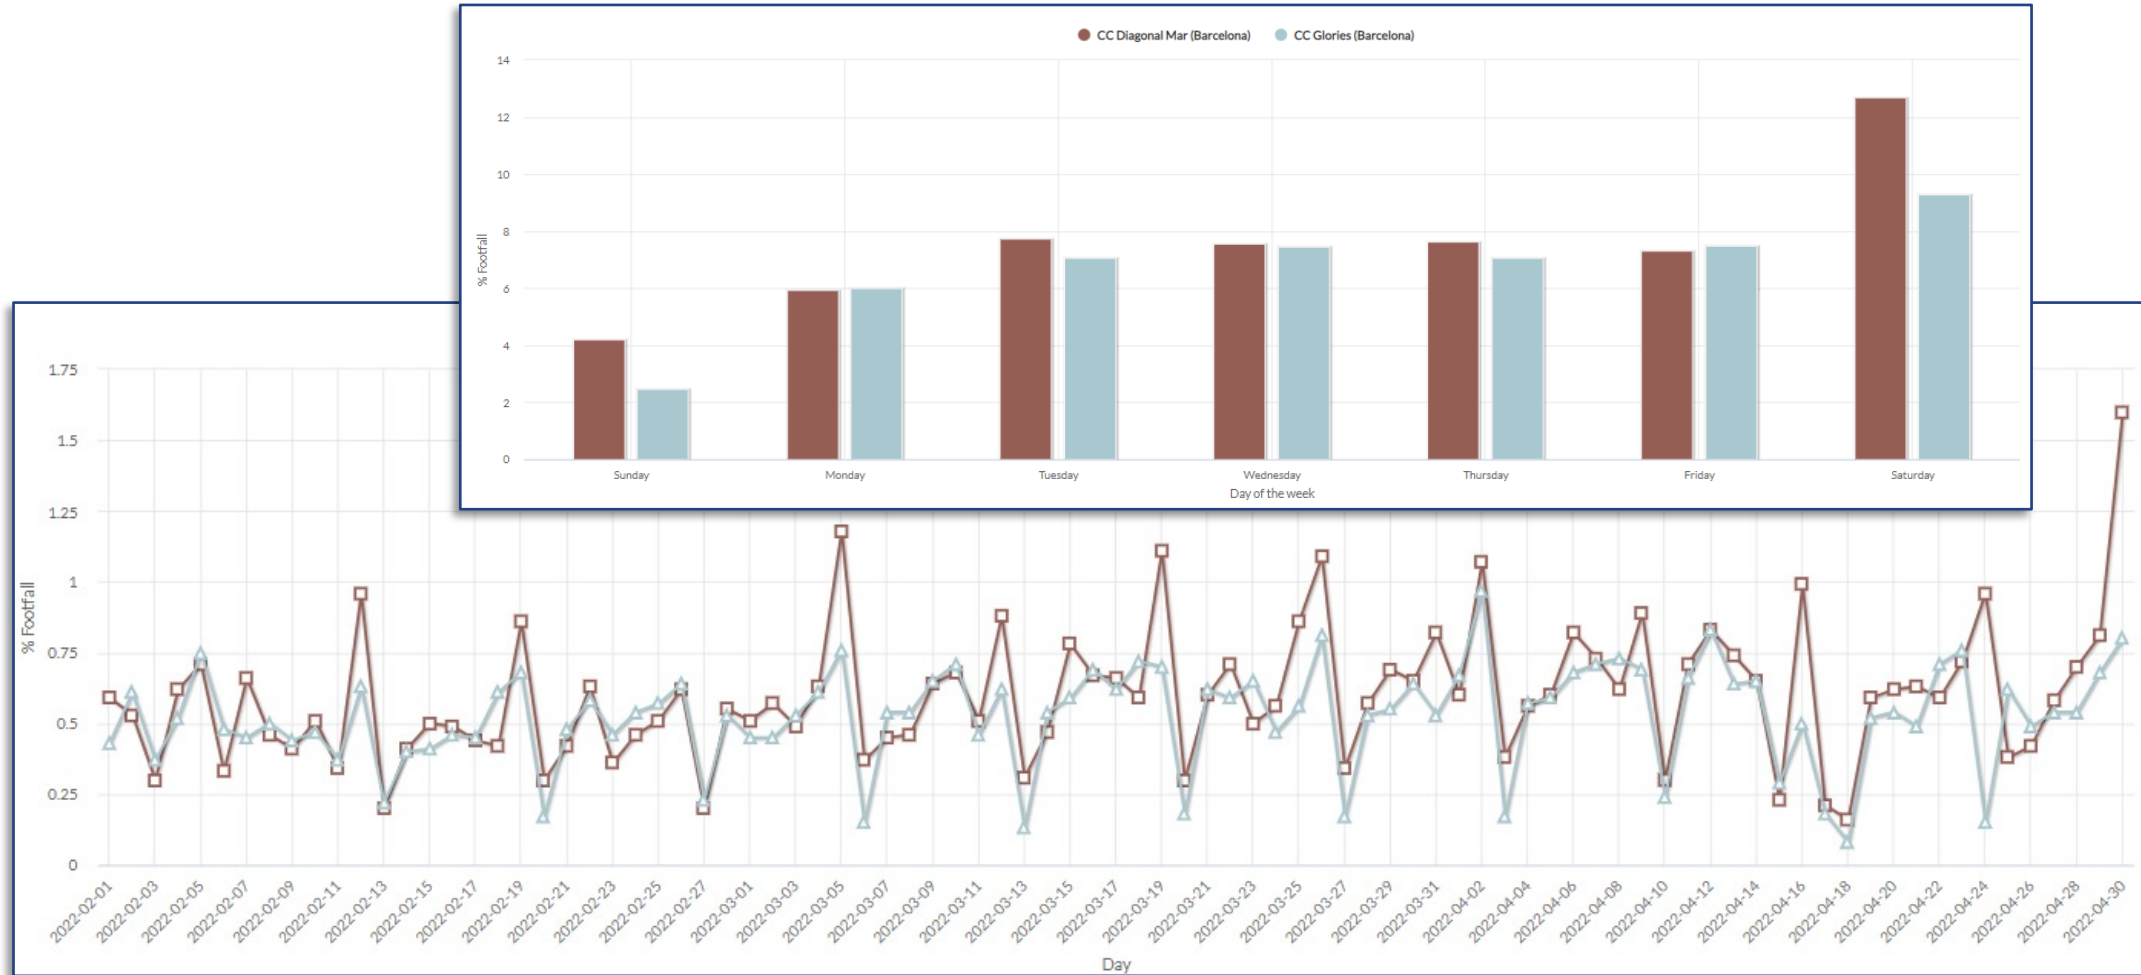 CC Diagonal Mar (Barcelona) CC Glories (Barcelona)
14
12
10
8
6
4
2
0
% Footfall
Sunday Monday Tuesday Wednesday Thursday Friday Saturday
Day of the week
1.75
1.5
1.25
1
0.75
0.5
0.25
0
% Footfall
2022-02-01 2022-02-03 2022-02-05 2022-02-07 2022-02-09 2022-02-11 2022-02-13 2022-02-15 2022-02-17 2022-02-19 2022-02-21 2022-02-23 2022-02-25 2022-02-27 2022-03-01 2022-03-03 2022-03-05 2022-03-07 2022-03-09 2022-03-11 2022-03-13 2022-03-15 2022-03-17 2022-03-19 2022-03-21 2022-03-23 2022-03-25 2022-03-27 2022-03-29 2022-03-31 2022-04-02 2022-04-04 2022-04-06 2022-04-08 2022-04-10 2022-04-12 2022-04-14 2022-04-16 2022-04-18 2022-04-20 2022-04-22 2022-04-24 2022-04-26 2022-04-28 2022-04-30
Day